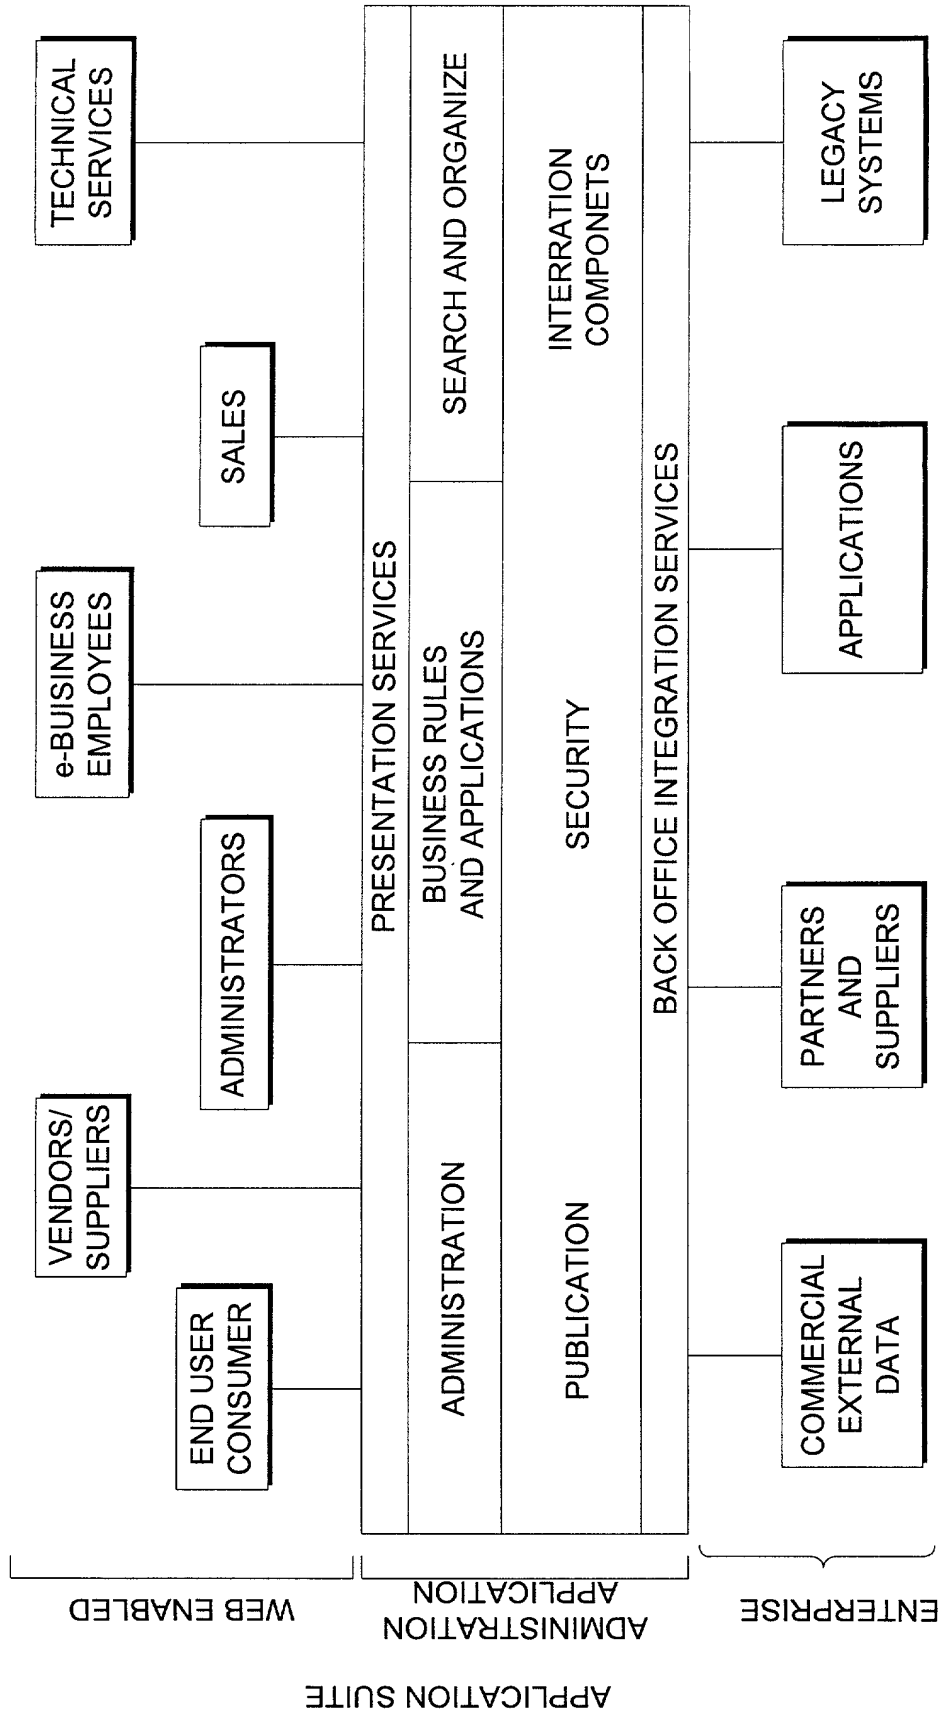 VENDORS/
SUPPLIERS
e-BUISINESS
EMPLOYEES
TECHNICAL
SERVICES
END USER
CONSUMER
ADMINISTRATORS
SALES
PRESENTATION SERVICES
ADMINISTRATION
BUSINESS RULES
AND APPLICATIONS
SEARCH AND ORGANIZE
PUBLICATION
SECURITY
INTERRATION
COMPONETS
BACK OFFICE INTEGRATION SERVICES
COMMERCIAL
EXTERNAL
DATA
PARTNERS
AND
SUPPLIERS
APPLICATIONS
LEGACY
SYSTEMS
WEB ENABLED
APPLICATION
ADMINISTRATION
ENTERPRISE
APPLICATION SUITE